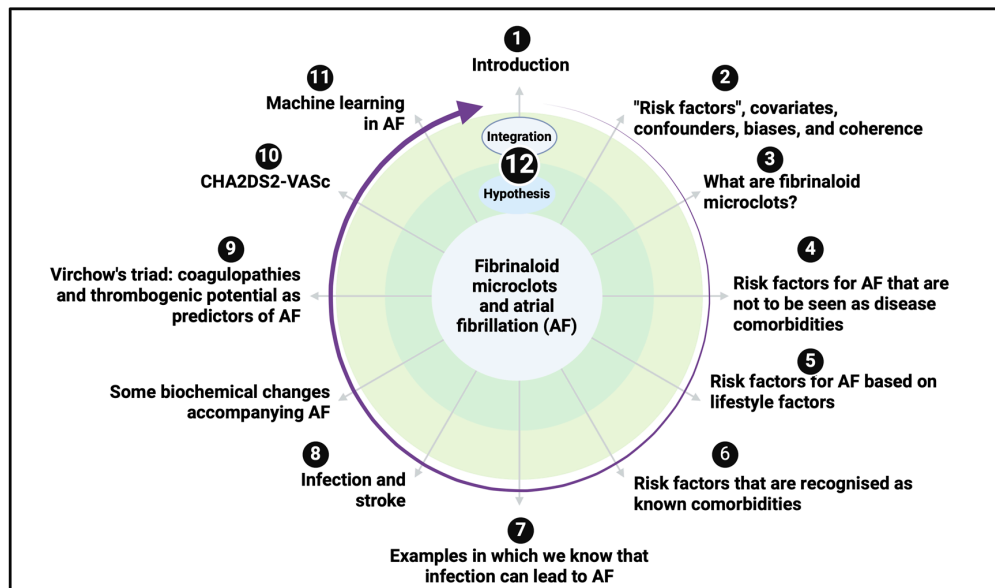 1
Introduction
2
"Risk factors", covariates,
confounders, biases, and coherence
3
What are fibrinaloid
microclots?
4
Risk factors for AF that are
not to be seen as disease
comorbidities
5
Risk factors for AF based on
lifestyle factors
6
Risk factors that are recognised as
known comorbidities
7
Examples in which we know that
infection can lead to AF
8
Infection and
stroke
Some biochemical changes
accompanying AF
9
Virchow's triad: coagulopathies
and thrombogenic potential as
predictors of AF
10
CHA2DS2-VASc
11
Machine learning
in AF
Integration
12
Hypothesis
Fibrinaloid
microclots
and atrial
fibrillation (AF)